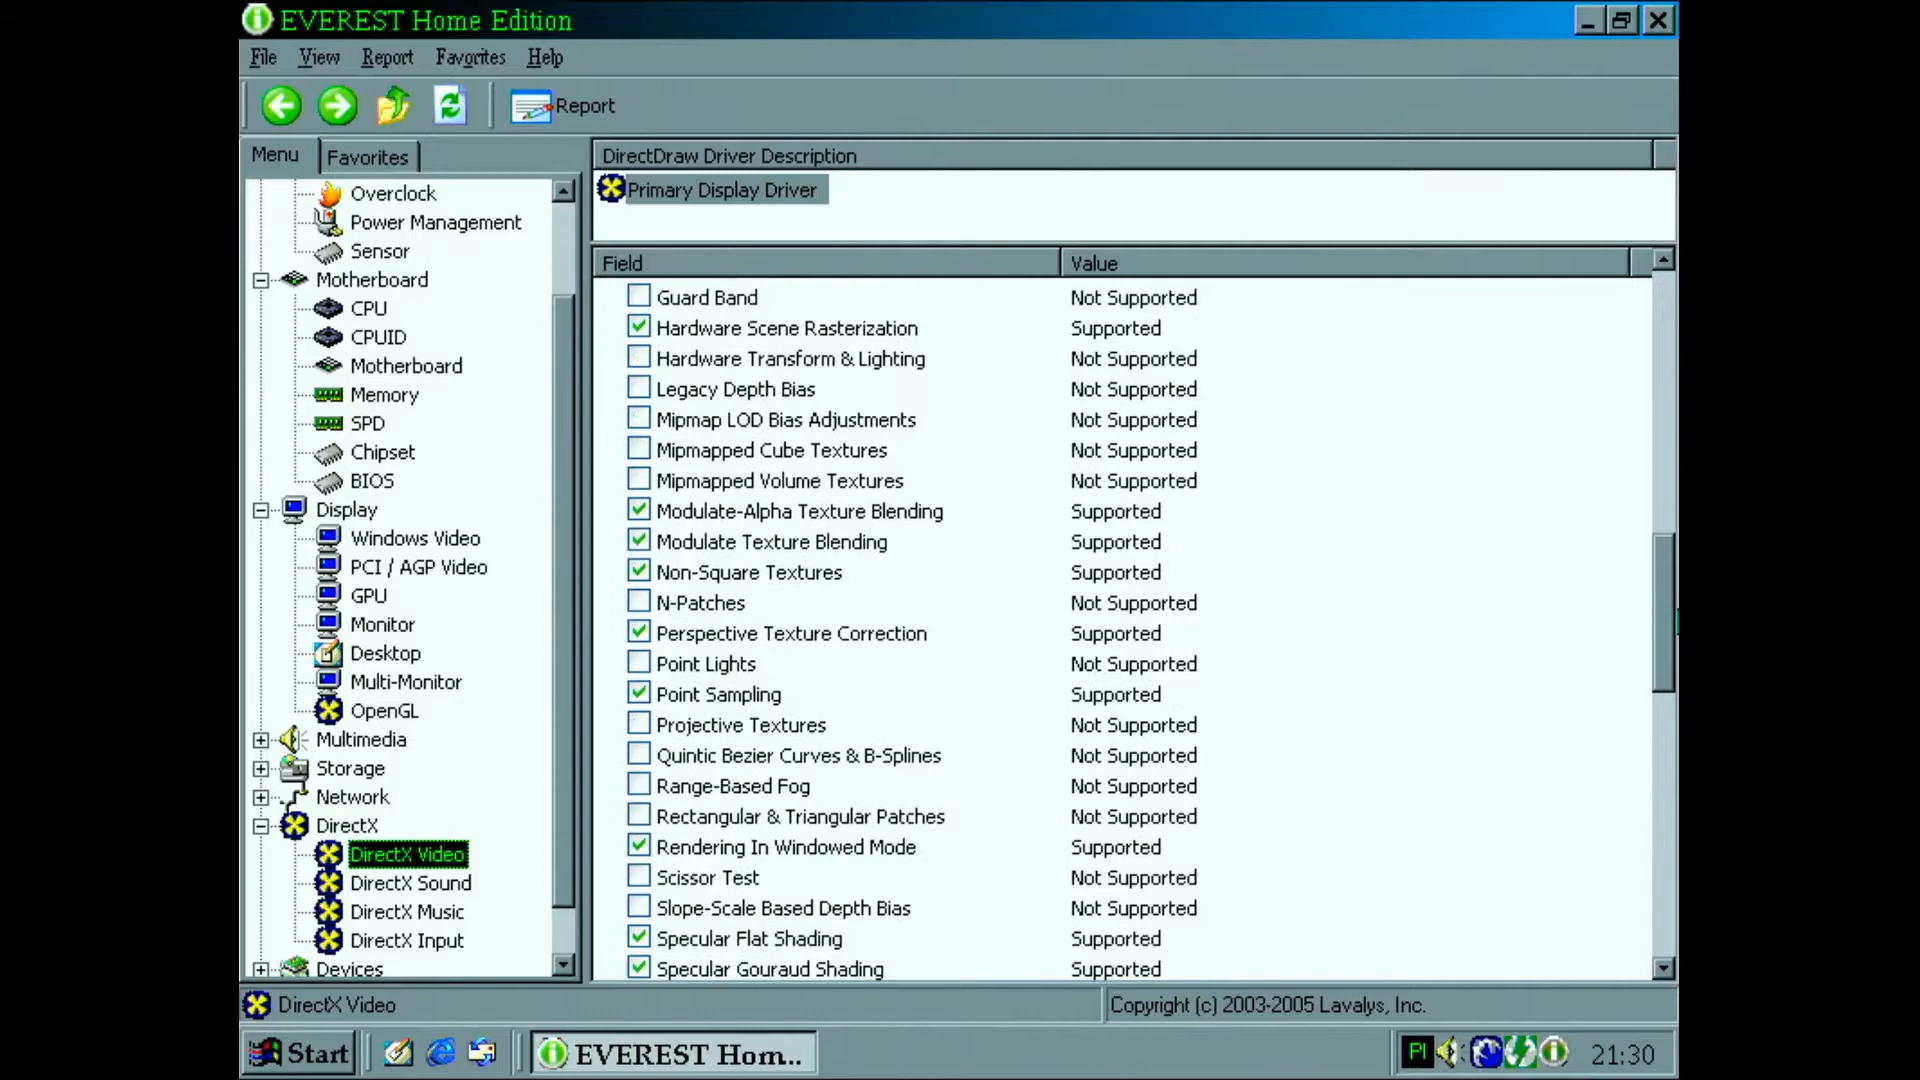 EVEREST Home Edition
File View Report Favorites Help
Report
Menu Favorites
Overclock
Power Management
Sensor
Motherboard
CPU
CPUID
Motherboard
Memory
SPD
Chipset
BIOS
Display
Windows Video
PCI / AGP Video
GPU
Monitor
Desktop
Multi-Monitor
OpenGL
Multimedia
Storage
Network
DirectX
DirectX Video
DirectX Sound
DirectX Music
DirectX Input
Devices
DirectDraw Driver Description
Primary Display Driver
Field Value
Guard Band Not Supported
Hardware Scene Rasterization Supported
Hardware Transform & Lighting Not Supported
Legacy Depth Bias Not Supported
Mipmap LOD Bias Adjustments Not Supported
Mipmapped Cube Textures Not Supported
Mipmapped Volume Textures Not Supported
Modulate-Alpha Texture Blending Supported
Modulate Texture Blending Supported
Non-Square Textures Supported
N-Patches Not Supported
Perspective Texture Correction Supported
Point Lights Not Supported
Point Sampling Supported
Projective Textures Not Supported
Quintic Bezier Curves & B-Splines Not Supported
Range-Based Fog Not Supported
Rectangular & Triangular Patches Not Supported
Rendering In Windowed Mode Supported
Scissor Test Not Supported
Slope-Scale Based Depth Bias Not Supported
Specular Flat Shading Supported
Specular Gouraud Shading Supported
DirectX Video Copyright (c) 2003-2005 Lavalys, Inc.
Start EVEREST Hom... Pl 21:30